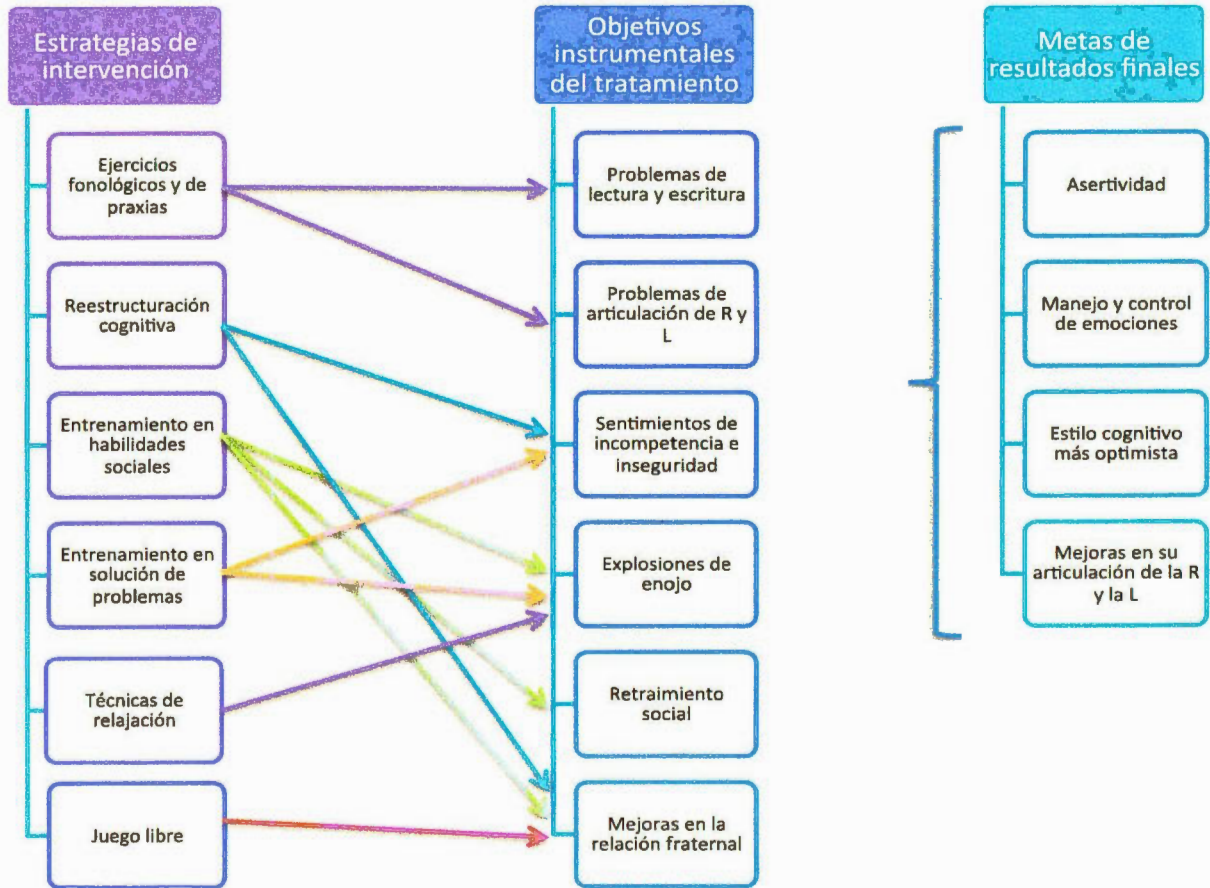 Estrategias de
intervención
Ejercicios
fonológicos y de
praxias
Reestructuración
cognitiva
Entrenamiento en
habilidades
sociales
Entrenamiento en
solución de
problemas
Técnicas de
relajación
Juego libre
Objetivos
instrumentales
del tratamiento
Problemas de
lectura y escritura
Problemas de
articulación de R y
L
Sentimientos de
incompetencia e
inseguridad
Explosiones de
enojo
Retraimiento
social
Mejoras en la
relación fraternal
Metas de
resultados finales
Asertividad
Manejo y control
de emociones
Estilo cognitivo
más optimista
Mejoras en su
articulación de la R
y la L